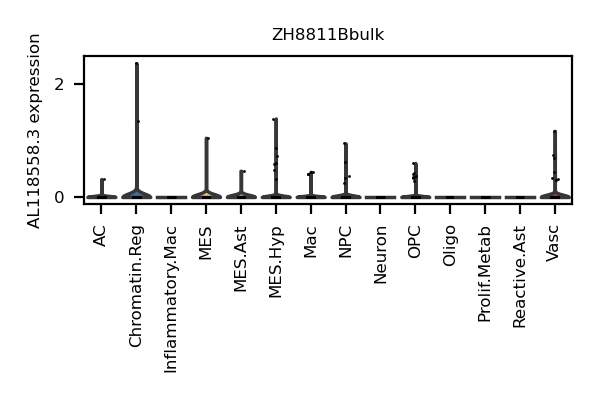 ZH8811Bbulk
AL118558.3 expression
2
0
AC
Chromatin.Reg
Inflammatory.Mac
MES
MES.Ast
MES.Hyp
Mac
NPC
Neuron
OPC
Oligo
Prolif.Metab
Reactive.Ast
Vasc